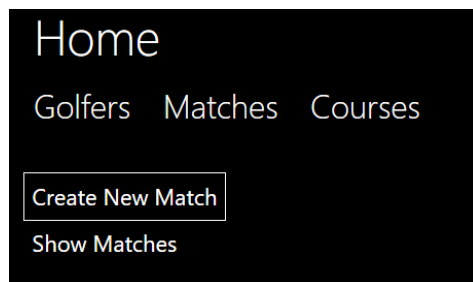 Home
Golfers Matches Courses
Create New Match
Show Matches